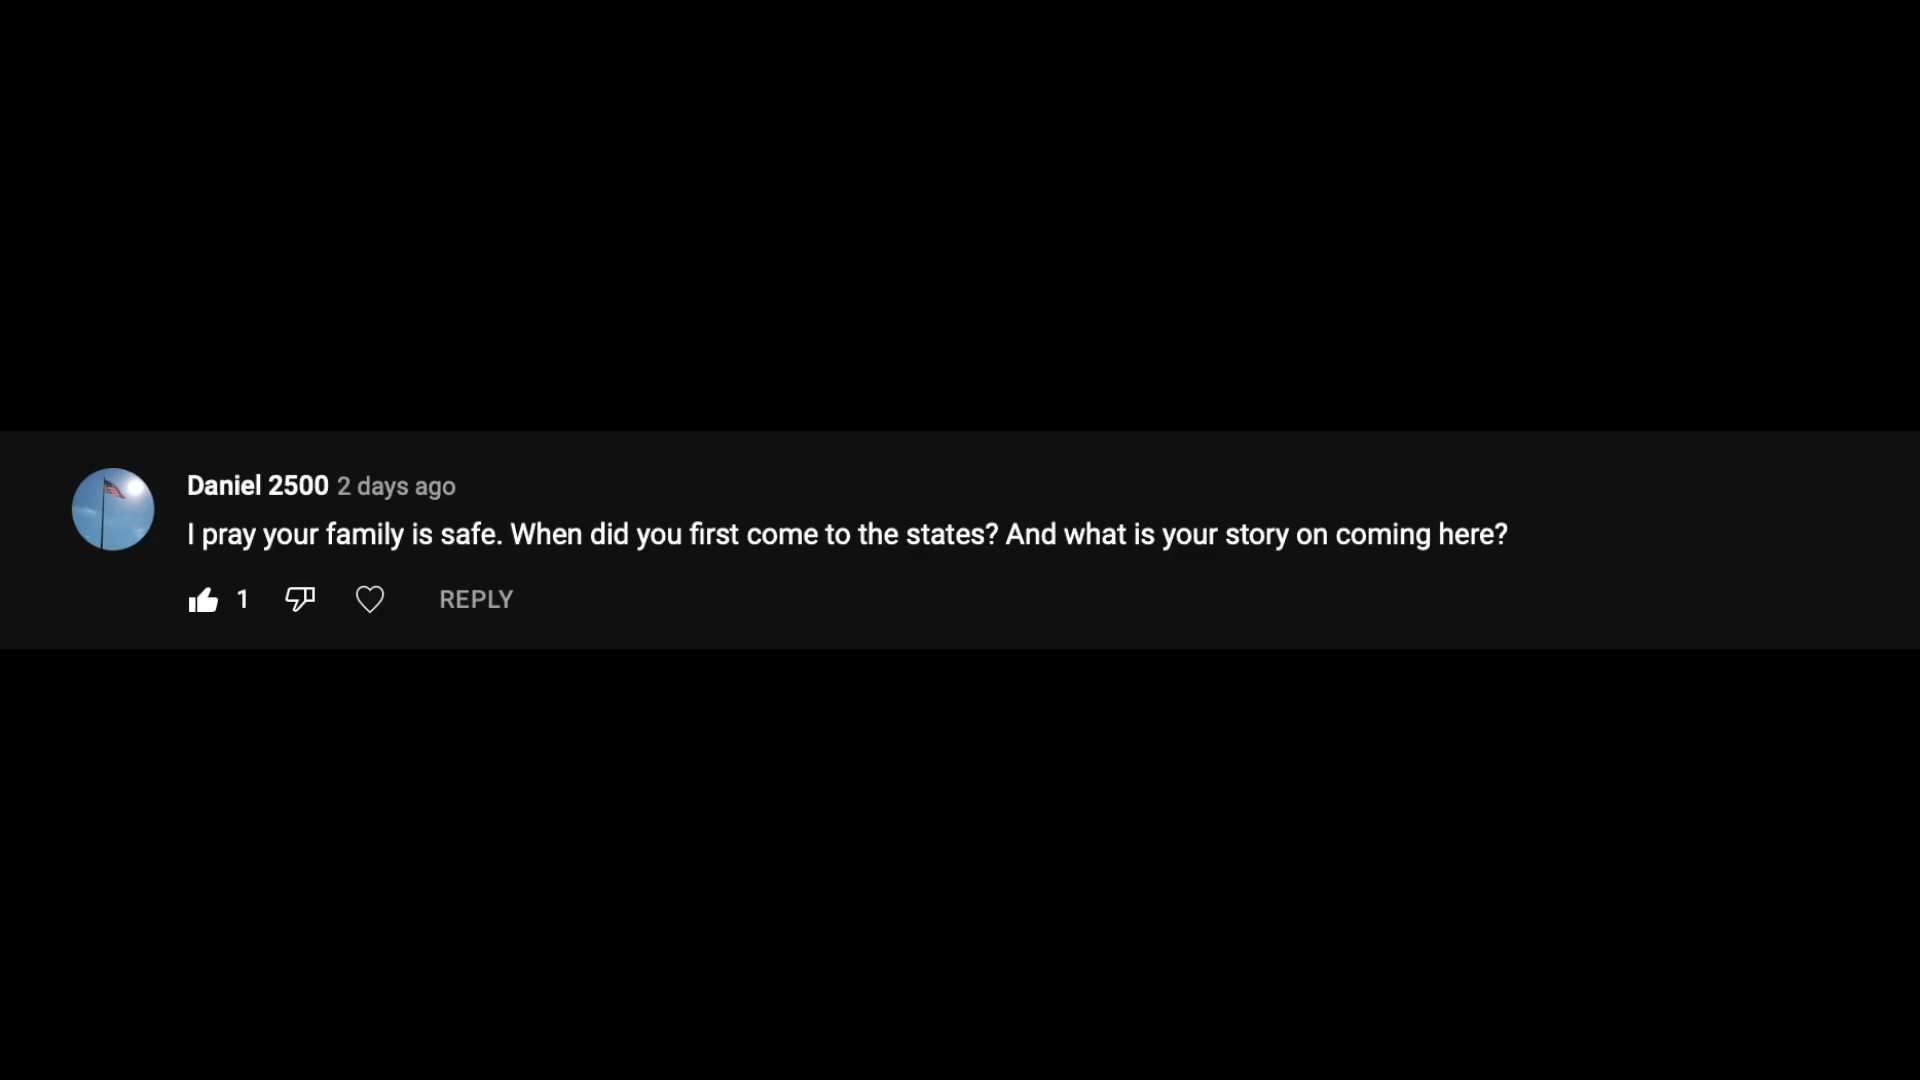 Daniel 2500 2 days ago
I pray your family is safe. When did you first come to the states? And what is your story on coming here?
1 REPLY